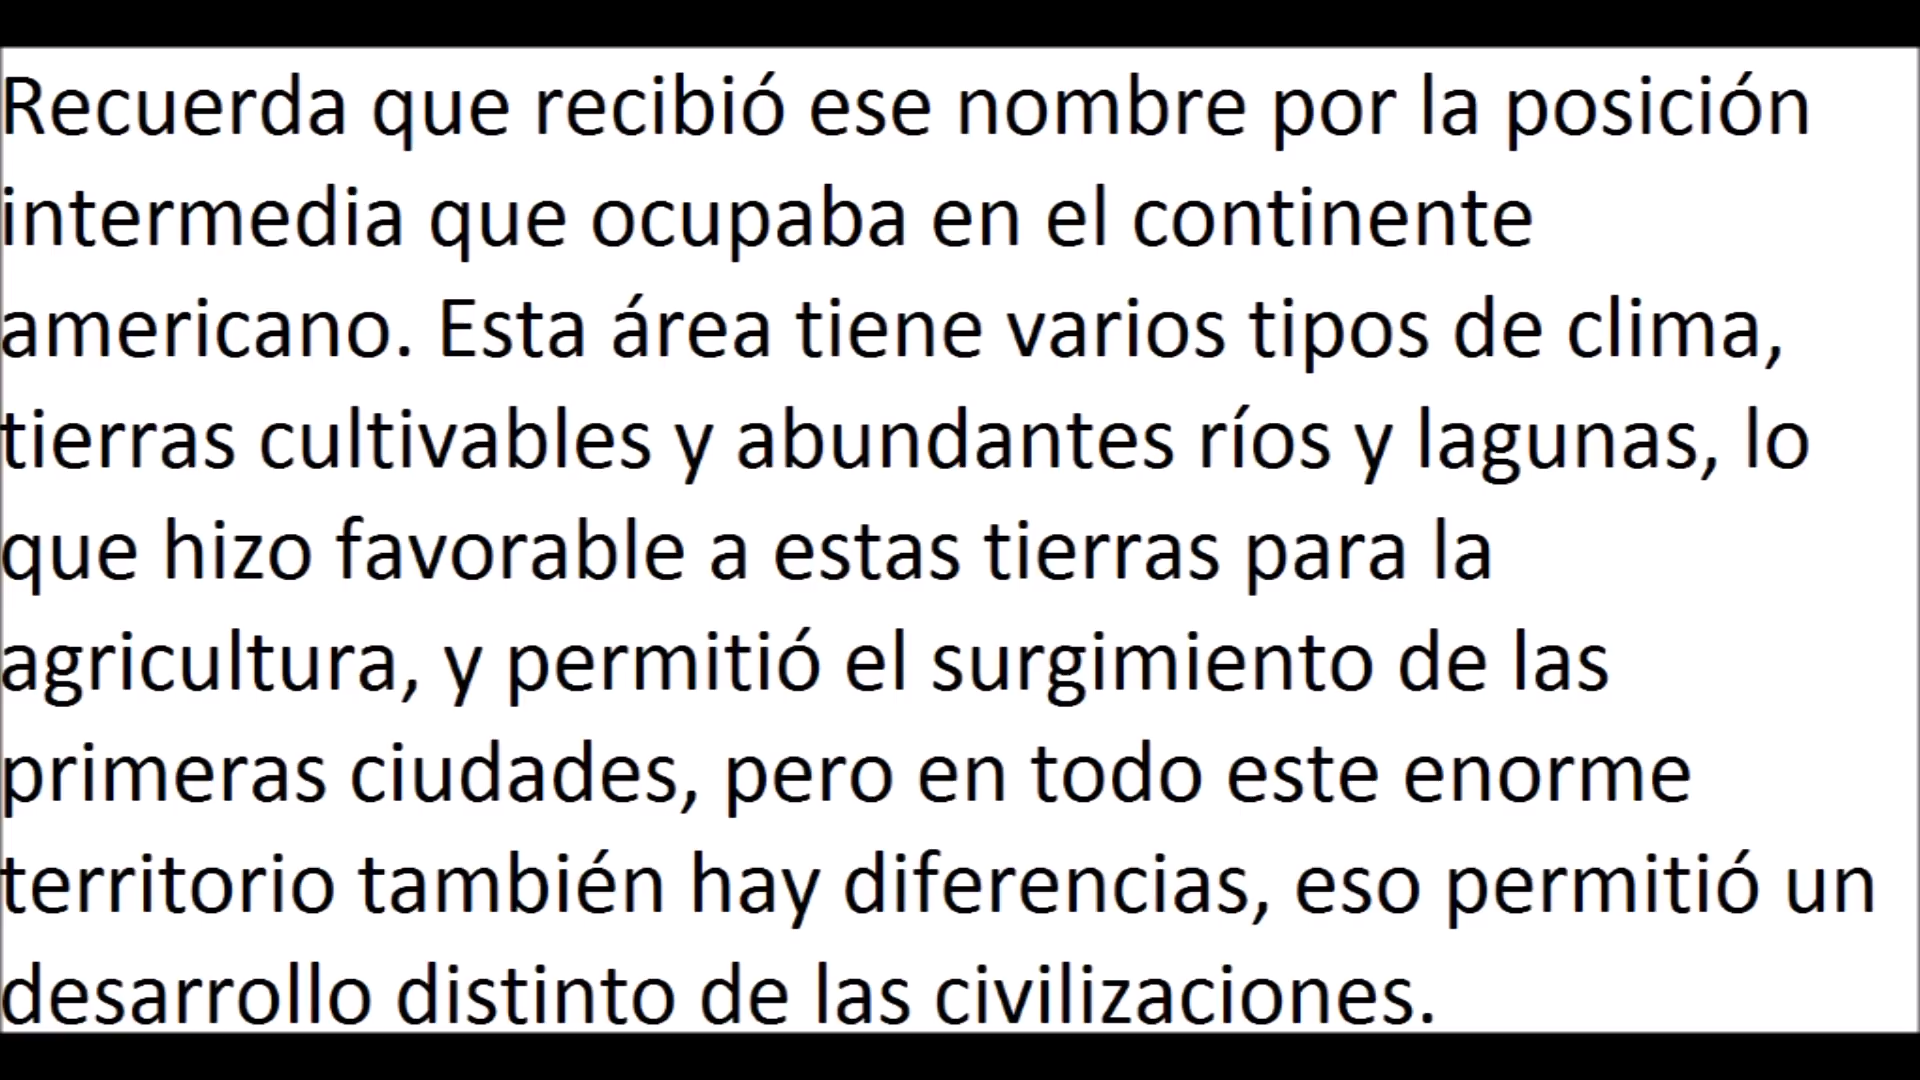 Recuerda que recibió ese nombre por la posición
intermedia que ocupaba en el continente
americano. Esta área tiene varios tipos de clima,
tierras cultivables y abundantes ríos y lagunas, lo
que hizo favorable a estas tierras para la
agricultura, y permitió el surgimiento de las
primeras ciudades, pero en todo este enorme
territorio también hay diferencias, eso permitió un
desarrollo distinto de las civilizaciones.